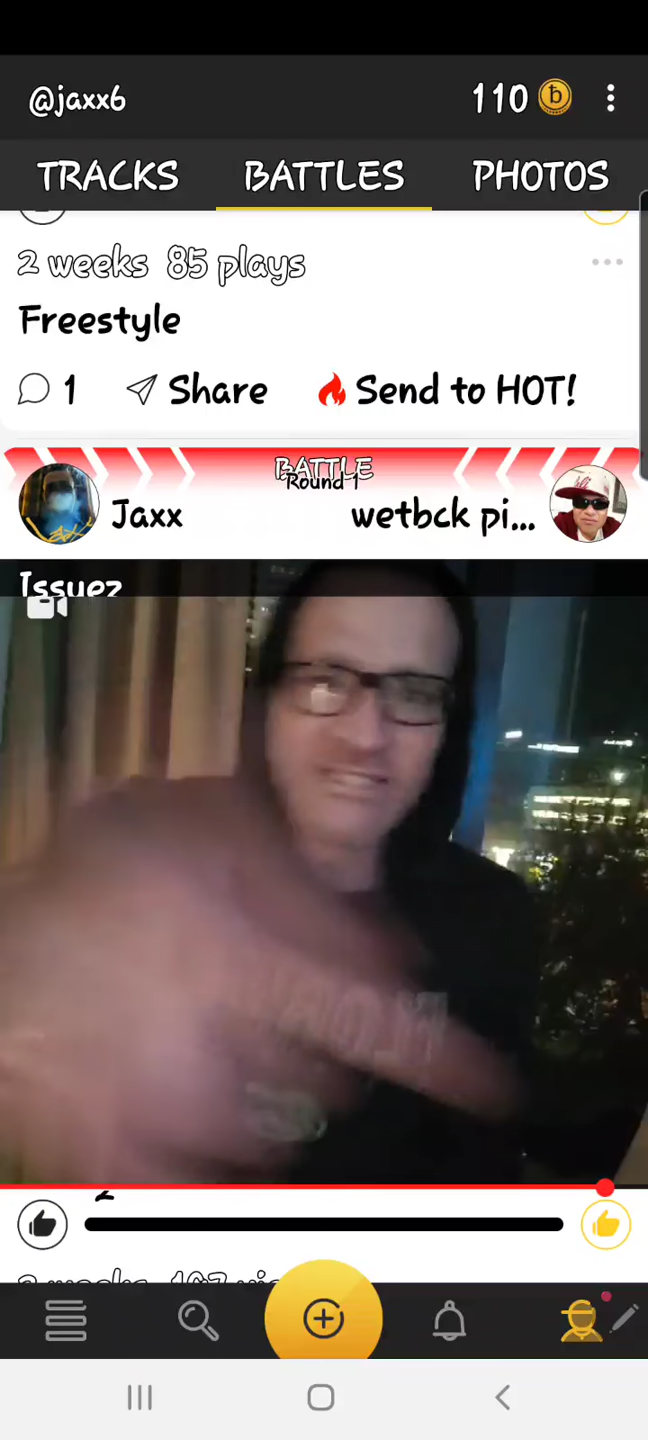 @jaxx6
110
TRACKS BATTLES PHOTOS
2 weeks 85 plays
Freestyle
1 Share Send to HOT!
BATTLE
Round 1
Jaxx wetbck pi...
Issuez